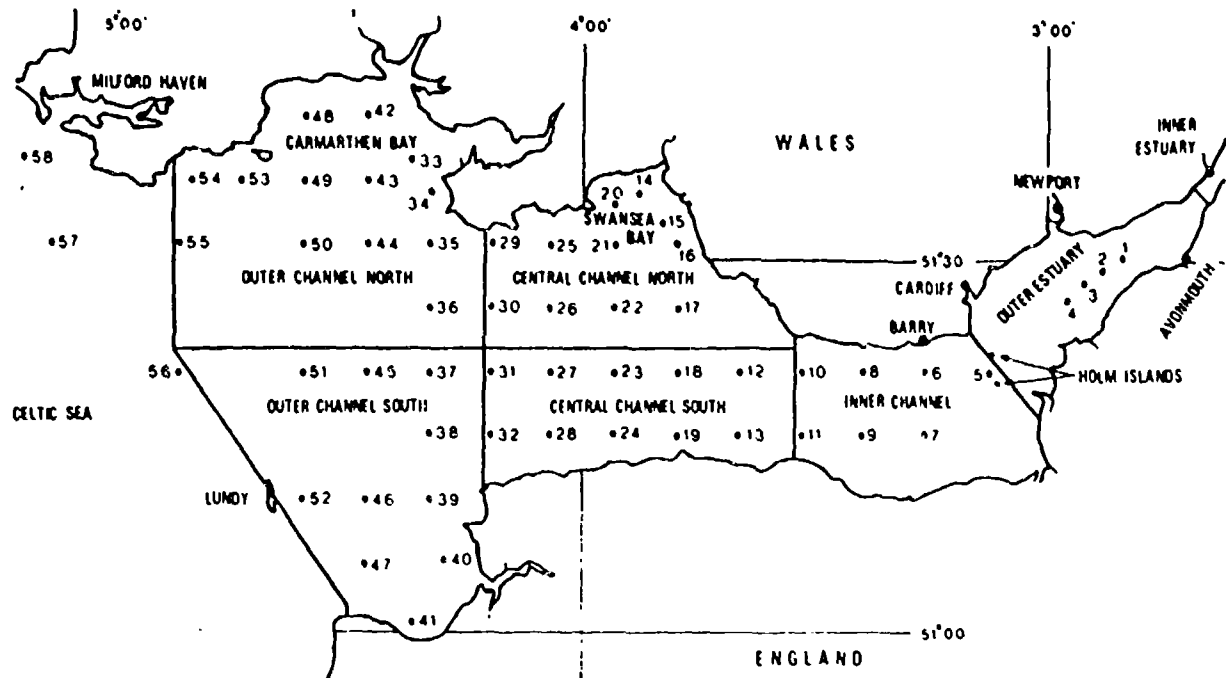 5°00' 4°00' 3°00'
MILFORD HAVEN
WALES
INNER ESTUARY
48 42
CARMARTHEN BAY
33
58
54 53 49 43
34
20 14
NEWPORT
SWANSEA BAY
15
57 55 50 44 35 29 25 21 16
51°30
1
2
3
4
OUTER ESTUARY
AVONMOUTH
OUTER CHANNEL NORTH
CENTRAL CHANNEL NORTH
CARDIFF
36 30 26 22 17
BARRY
56 51 45 37 31 27 23 18 12 10 8 6 5
HOLM ISLANDS
CELTIC SEA
OUTER CHANNEL SOUTH
CENTRAL CHANNEL SOUTH
INNER CHANNEL
38 32 28 24 19 13 11 9 7
LUNDY
52 46 39
47 40
41
51°00
ENGLAND